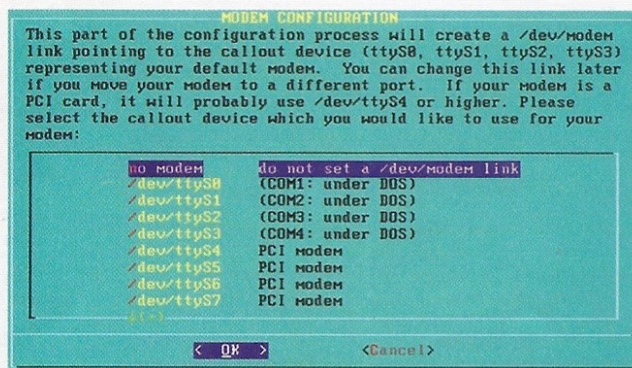 MODEM CONFIGURATION
This part of the configuration process will create a /dev/modem
link pointing to the callout device (ttyS0, ttyS1, ttyS2, ttyS3)
representing your default modem. You can change this link later
if you move your modem to a different port. If your modem is a
PCI card, it will probably use /dev/ttyS4 or higher. Please
select the callout device which you would like to use for your
modem:
no modem do not set a /dev/modem link
/dev/ttyS0 (COM1: under DOS)
/dev/ttyS1 (COM2: under DOS)
/dev/ttyS2 (COM3: under DOS)
/dev/ttyS3 (COM4: under DOS)
/dev/ttyS4 PCI modem
/dev/ttyS5 PCI modem
/dev/ttyS6 PCI modem
/dev/ttyS7 PCI modem
↓(-)
< OK > <Cancel>